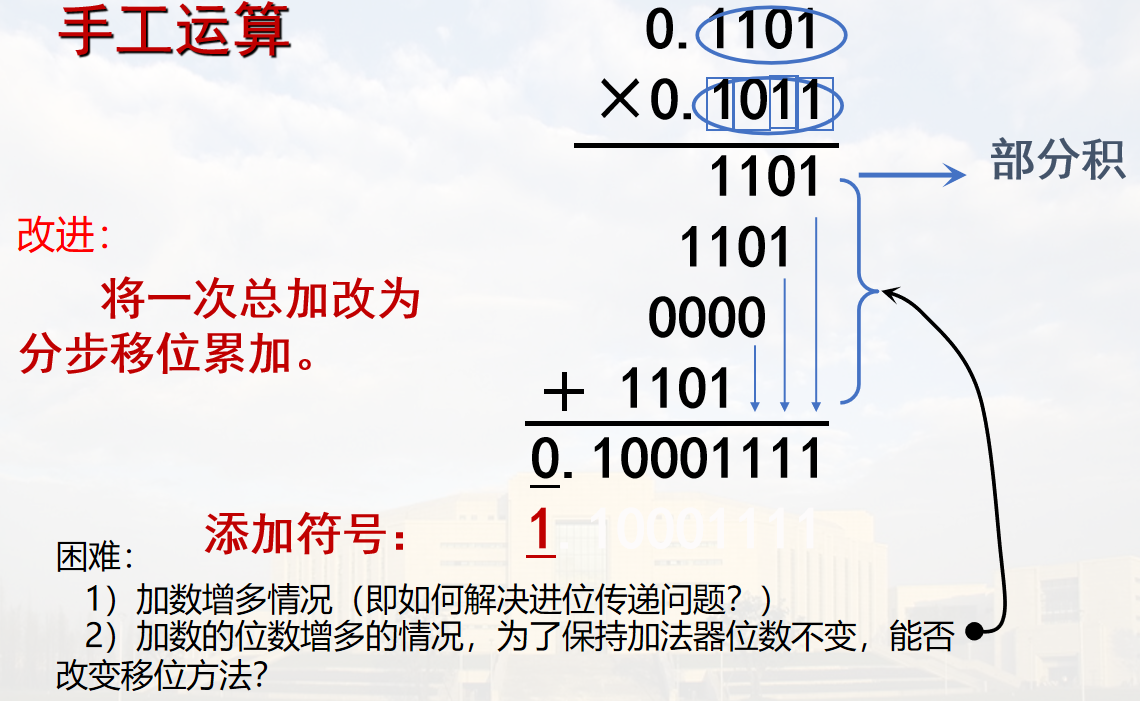 手工运算
0.1101
×0.1011
1101
部分积
1101
0000
+ 1101
0.10001111
改进：
将一次总加改为
分步移位累加。
添加符号： 1.10001111
困难：
1）加数增多情况（即如何解决进位传递问题？）
2）加数的位数增多的情况，为了保持加法器位数不变，能否
改变移位方法？